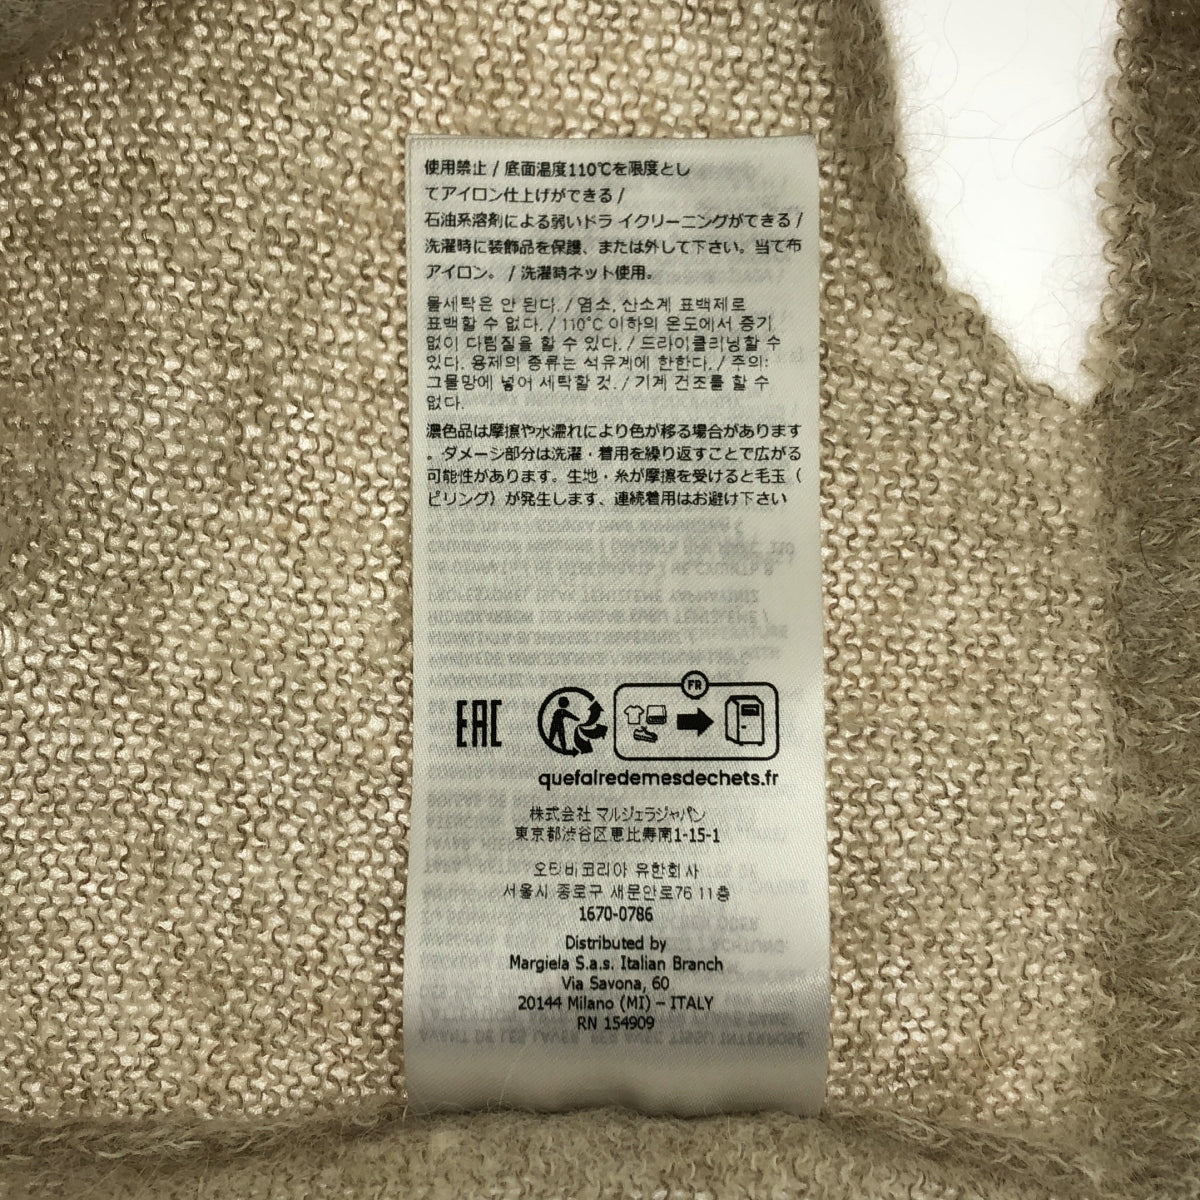 使用禁止 / 底面温度110℃を限度とし
てアイロン仕上げができる /
石油系溶剤による弱いドラ イクリーニングができる /
洗濯時に装飾品を保護、または外して下さい。当て布
アイロン。 / 洗濯時ネット使用。
물세탁은 안 된다. / 염소, 산소계 표백제로
표백할 수 없다. / 110˚C 이하의 온도에서 증기
없이 다림질을 할 수 있다. / 드라이클리닝할 수
있다. 용제의 종류는 석유계에 한한다. / 주의:
그물망에 넣어 세탁할 것. / 기계 건조를 할 수
없다.
濃色品は摩擦や水濡れにより色が移る場合があります
。ダメージ部分は洗濯・着用を繰り返すことで広がる
可能性があります。生地・糸が摩擦を受けると毛玉（
ピリング）が発生します、連続着用はお避け下さい
FR
EAC
quefairedemesdechets.fr
株式会社 マルジェラジャパン
東京都渋谷区恵比寿南1-15-1
오티비코리아 유한회사
서울시 종로구 새문안로76 11층
1670-0786
Distributed by
Margiela S.a.s. Italian Branch
Via Savona, 60
20144 Milano (MI) – ITALY
RN 154909